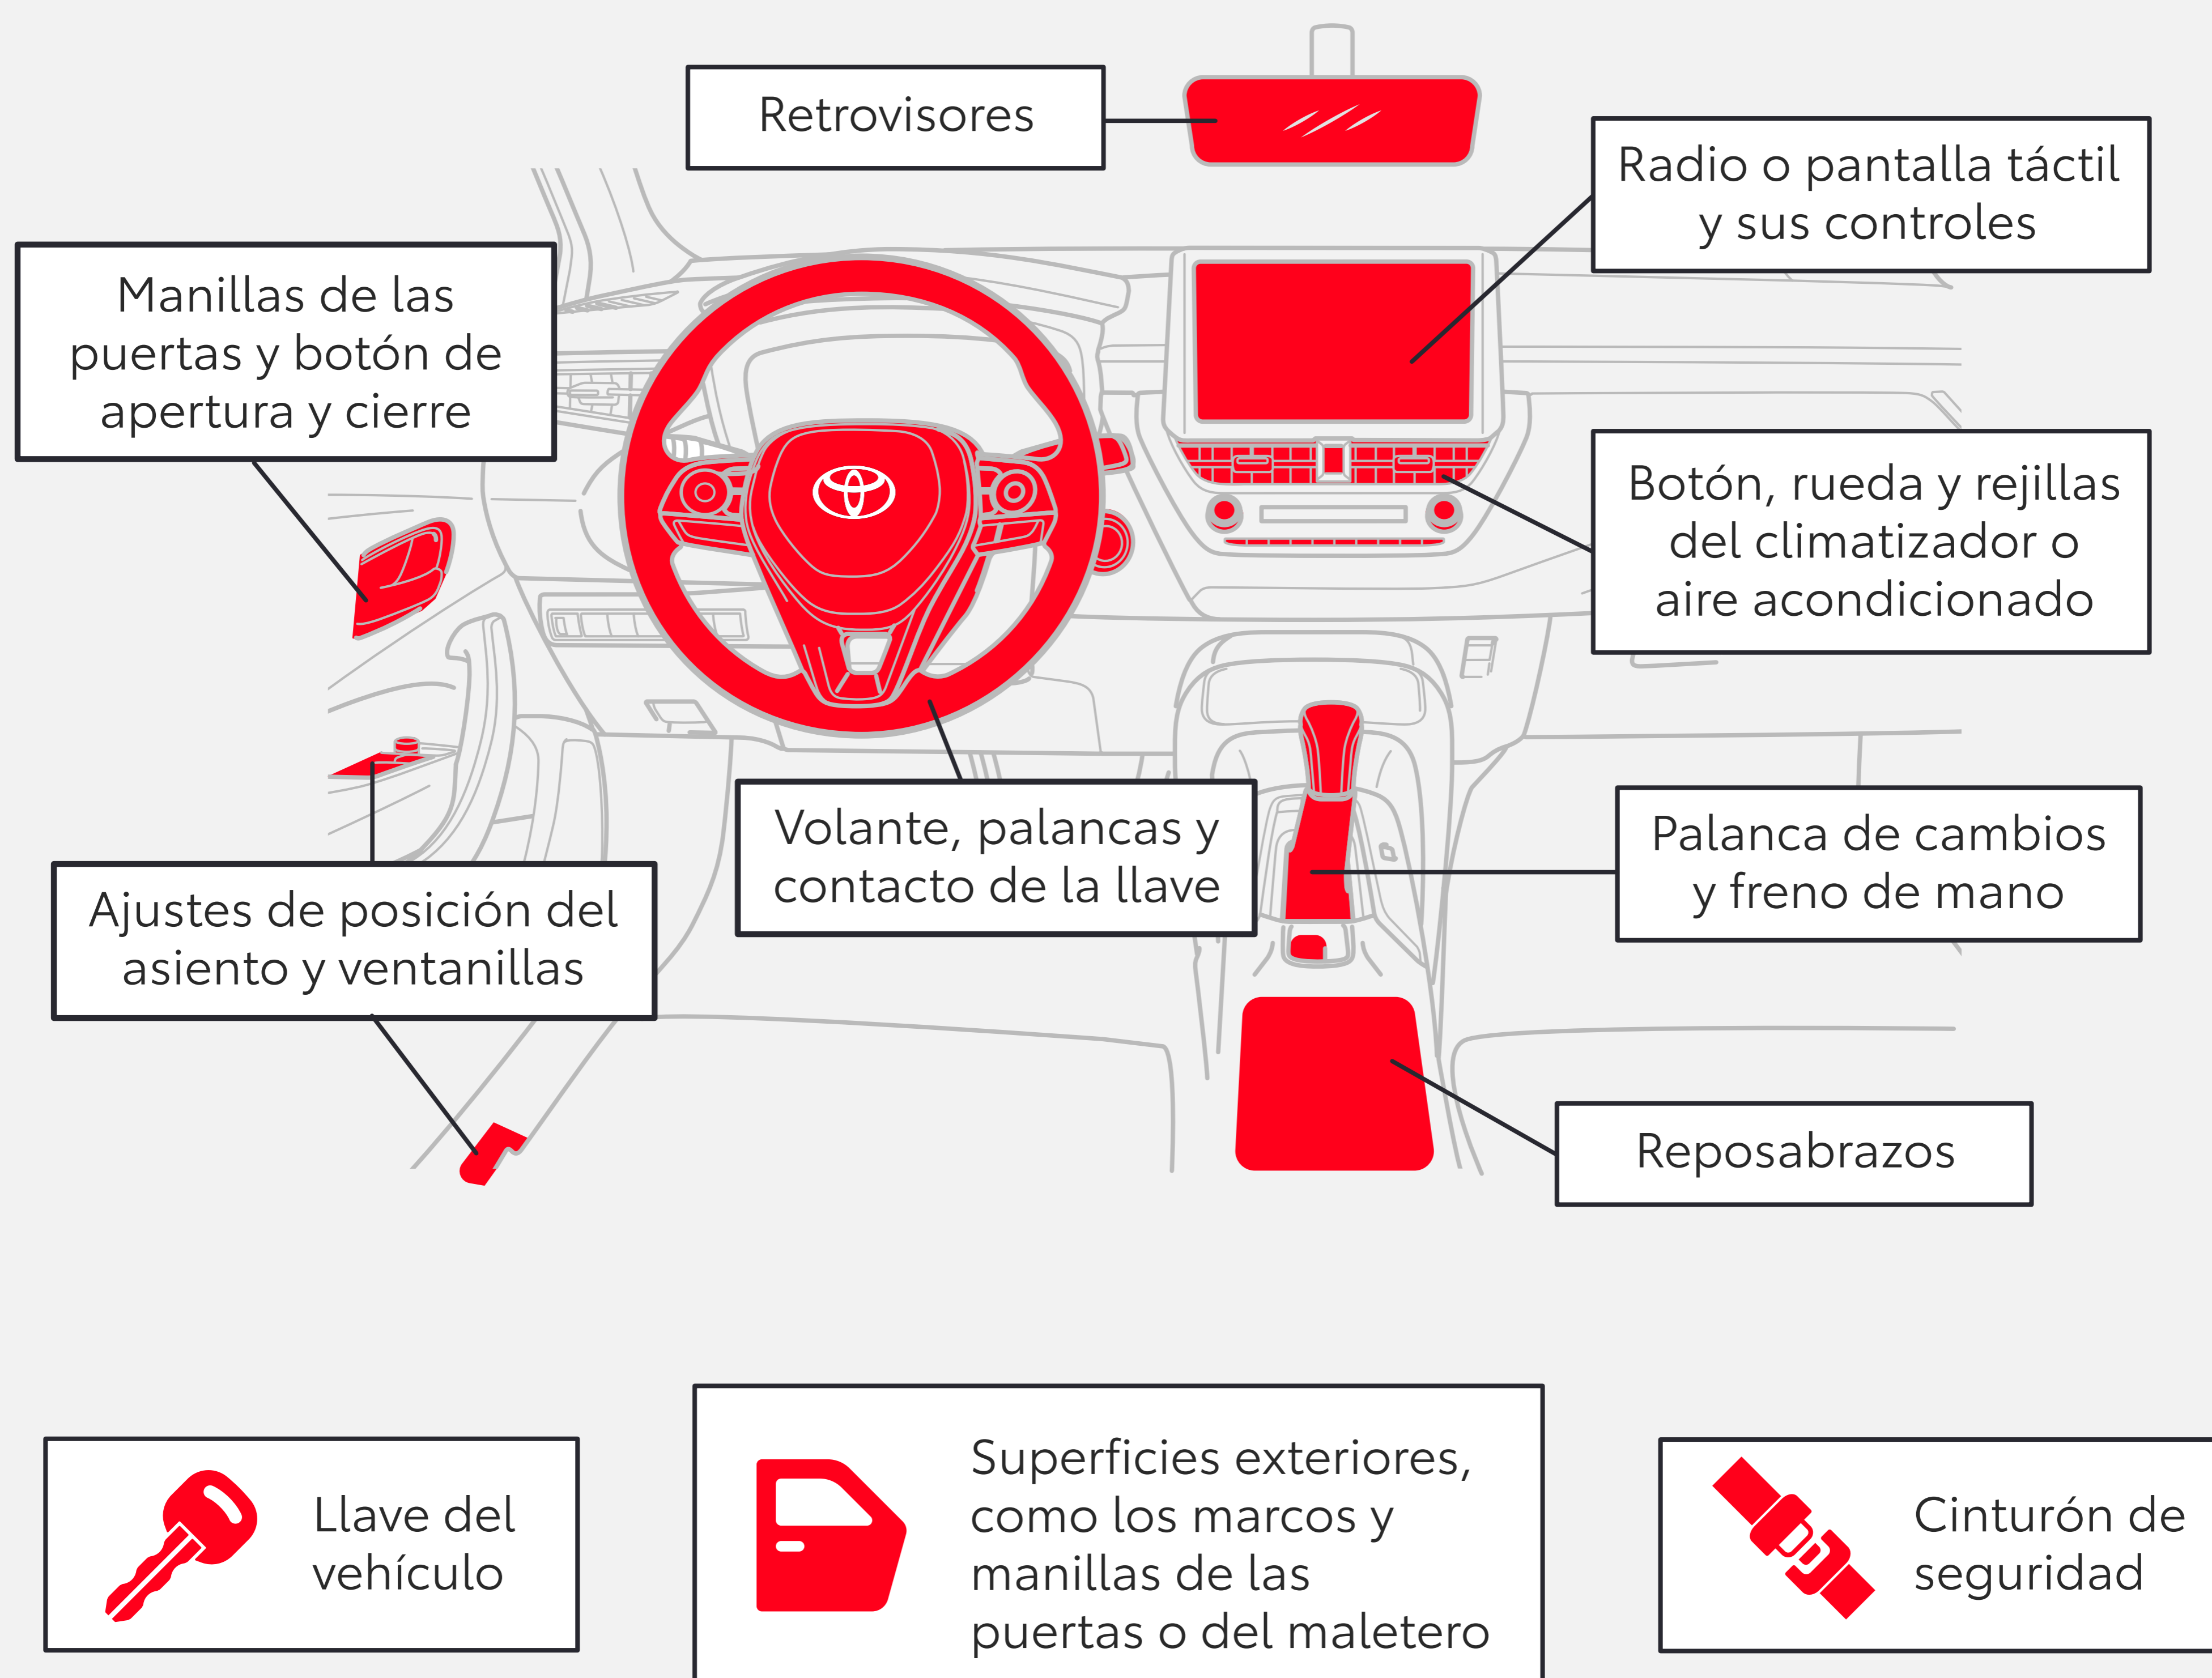 Retrovisores
Radio o pantalla táctil
y sus controles
Manillas de las
puertas y botón de
apertura y cierre
Botón, rueda y rejillas
del climatizador o
aire acondicionado
Volante, palancas y
contacto de la llave
Palanca de cambios
y freno de mano
Ajustes de posición del
asiento y ventanillas
Reposabrazos
Llave del
vehículo
Superficies exteriores,
como los marcos y
manillas de las
puertas o del maletero
Cinturón de
seguridad